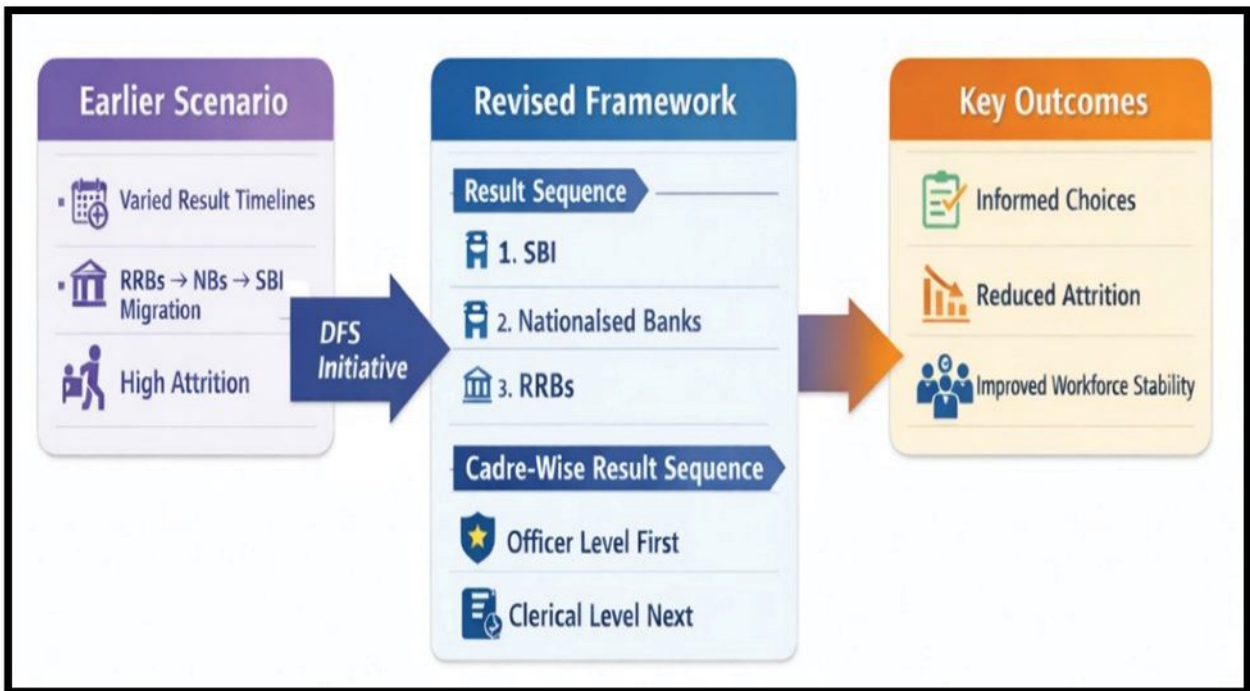 Earlier Scenario
Varied Result Timelines
RRBs → NBs → SBI
Migration
High Attrition
DFS
Initiative
Revised Framework
Result Sequence
1. SBI
2. Nationalised Banks
3. RRBs
Cadre-Wise Result Sequence
Officer Level First
Clerical Level Next
Key Outcomes
Informed Choices
Reduced Attrition
Improved Workforce Stability